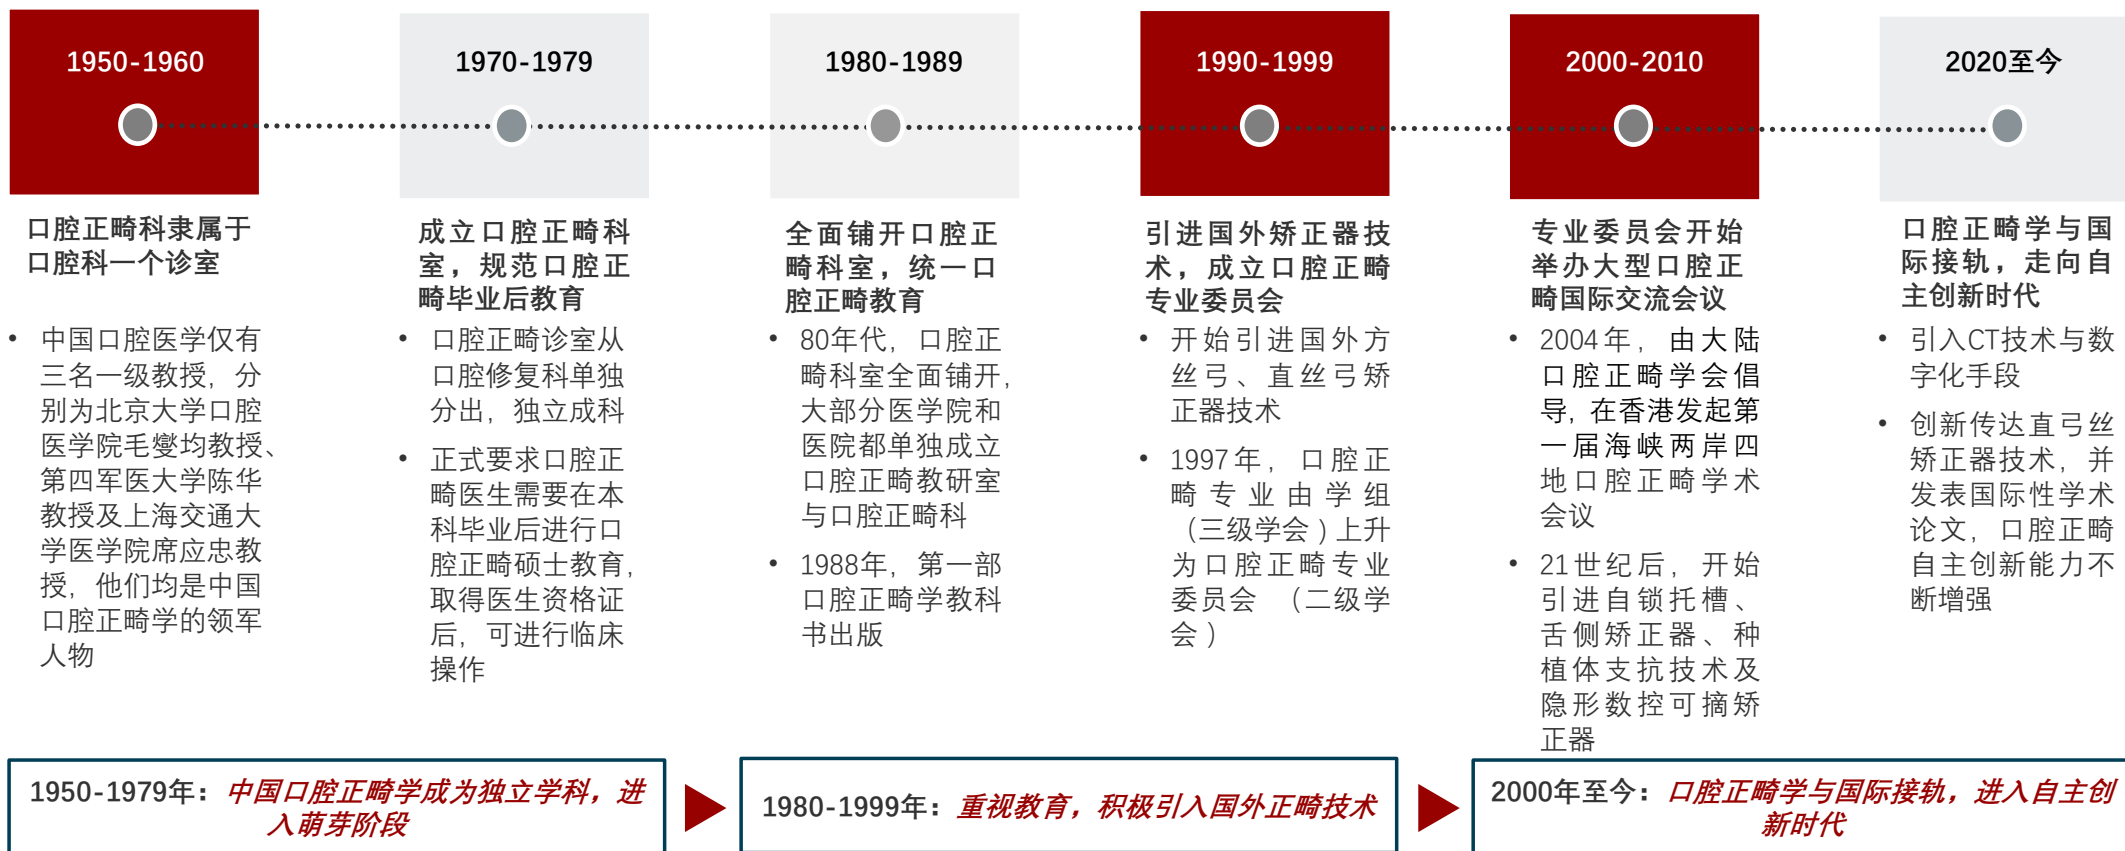 1950-1960
1970-1979
1980-1989
1990-1999
2000-2010
2020至今
口腔正畸科隶属于
口腔科一个诊室
• 中国口腔医学仅有
三名一级教授，分
别为北京大学口腔
医学院毛燮均教授、
第四军医大学陈华
教授及上海交通大
学医学院席应忠教
授，他们均是中国
口腔正畸学的领军
人物
成立口腔正畸科
室，规范口腔正
畸毕业后教育
• 口腔正畸诊室从
口腔修复科单独
分出，独立成科
• 正式要求口腔正
畸医生需要在本
科毕业后进行口
腔正畸硕士教育，
取得医生资格证
后，可进行临床
操作
全面铺开口腔正
畸科室，统一口
腔正畸教育
• 80年代，口腔正
畸科室全面铺开，
大部分医学院和
医院都单独成立
口腔正畸教研室
与口腔正畸科
• 1988年，第一部
口腔正畸学教科
书出版
引进国外矫正器技
术，成立口腔正畸
专业委员会
• 开始引进国外方
丝弓、直丝弓矫
正器技术
• 1997年，口腔正
畸专业由学组
（三级学会）上升
为口腔正畸专业
委员会（二级学
会）
专业委员会开始
举办大型口腔正
畸国际交流会议
• 2004年，由大陆
口腔正畸学会倡
导，在香港发起第
一届海峡两岸四
地口腔正畸学术
会议
• 21世纪后，开始
引进自锁托槽、
舌侧矫正器、种
植体支抗技术及
隐形数控可摘矫
正器
口腔正畸学与国
际接轨，走向自
主创新时代
• 引入CT技术与数
字化手段
• 创新传达直弓丝
矫正器技术，并
发表国际性学术
论文，口腔正畸
自主创新能力不
断增强
1950-1979年：中国口腔正畸学成为独立学科，进
入萌芽阶段
1980-1999年：重视教育，积极引入国外正畸技术
2000年至今：口腔正畸学与国际接轨，进入自主创
新时代